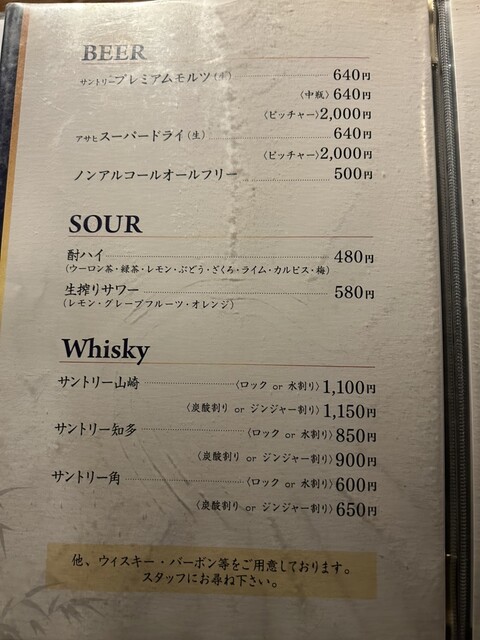 BEER
サントリープレミアムモルツ（生） 640円
〈中瓶〉640円
〈ピッチャー〉2,000円
アサヒスーパードライ（生） 640円
〈ピッチャー〉2,000円
ノンアルコールオールフリー 500円
SOUR
酎ハイ 480円
（ウーロン茶・緑茶・レモン・ぶどう・ざくろ・ライム・カルピス・梅）
生搾りサワー 580円
（レモン・グレープフルーツ・オレンジ）
Whisky
サントリー山崎 〈ロック or 水割り〉1,100円
〈炭酸割り or ジンジャー割り〉1,150円
サントリー知多 〈ロック or 水割り〉850円
〈炭酸割り or ジンジャー割り〉900円
サントリー角 〈ロック or 水割り〉600円
〈炭酸割り or ジンジャー割り〉650円
他、ウィスキー・バーボン等をご用意しております。
スタッフにお尋ね下さい。